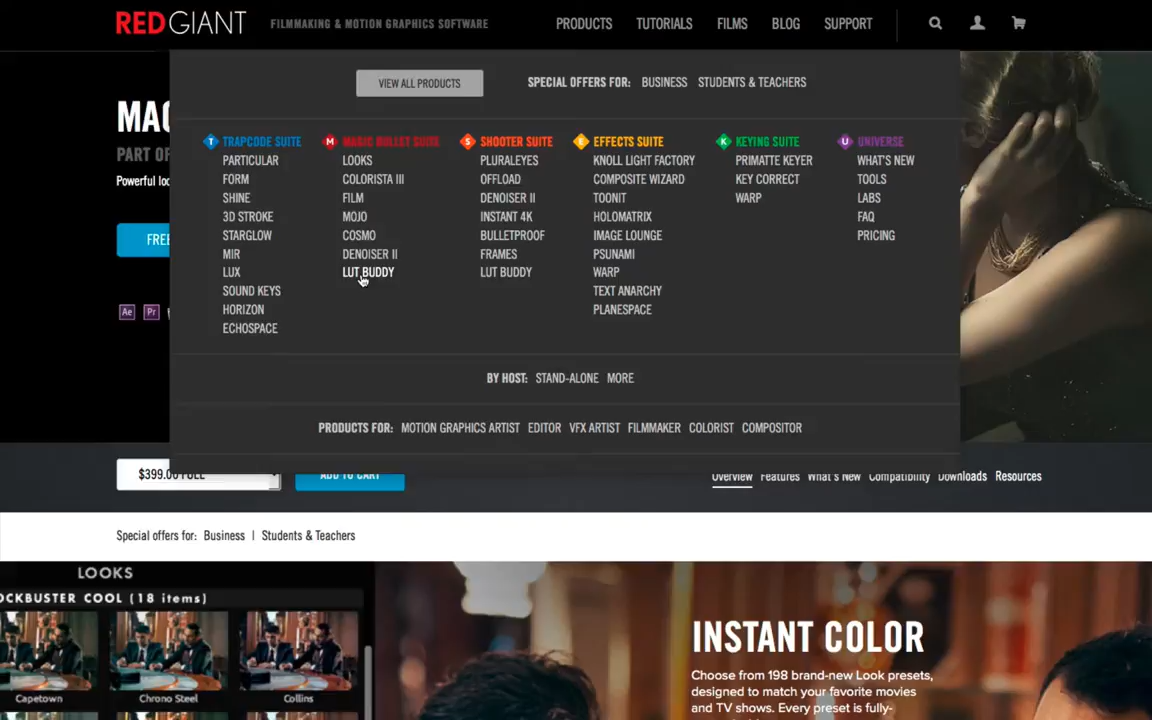 REDGIANT FILMMAKING & MOTION GRAPHICS SOFTWARE PRODUCTS TUTORIALS FILMS BLOG SUPPORT
VIEW ALL PRODUCTS SPECIAL OFFERS FOR: BUSINESS STUDENTS & TEACHERS
MAG
PART OF
Powerful loo
FREE
Ae Pr
T TRAPCODE SUITE
PARTICULAR
FORM
SHINE
3D STROKE
STARGLOW
MIR
LUX
SOUND KEYS
HORIZON
ECHOSPACE
M MAGIC BULLET SUITE
LOOKS
COLORISTA III
FILM
MOJO
COSMO
DENOISER II
LUT BUDDY
S SHOOTER SUITE
PLURALEYES
OFFLOAD
DENOISER II
INSTANT 4K
BULLETPROOF
FRAMES
LUT BUDDY
E EFFECTS SUITE
KNOLL LIGHT FACTORY
COMPOSITE WIZARD
TOONIT
HOLOMATRIX
IMAGE LOUNGE
PSUNAMI
WARP
TEXT ANARCHY
PLANESPACE
K KEYING SUITE
PRIMATTE KEYER
KEY CORRECT
WARP
U UNIVERSE
WHAT'S NEW
TOOLS
LABS
FAQ
PRICING
BY HOST: STAND-ALONE MORE
PRODUCTS FOR: MOTION GRAPHICS ARTIST EDITOR VFX ARTIST FILMMAKER COLORIST COMPOSITOR
$399.00 FULL ADD TO CART Overview Features What's New Compatibility Downloads Resources
Special offers for: Business | Students & Teachers
LOOKS
OCKBUSTER COOL (18 items)
Capetown Chrono Steel Collins
INSTANT COLOR
Choose from 198 brand-new Look presets,
designed to match your favorite movies
and TV shows. Every preset is fully-